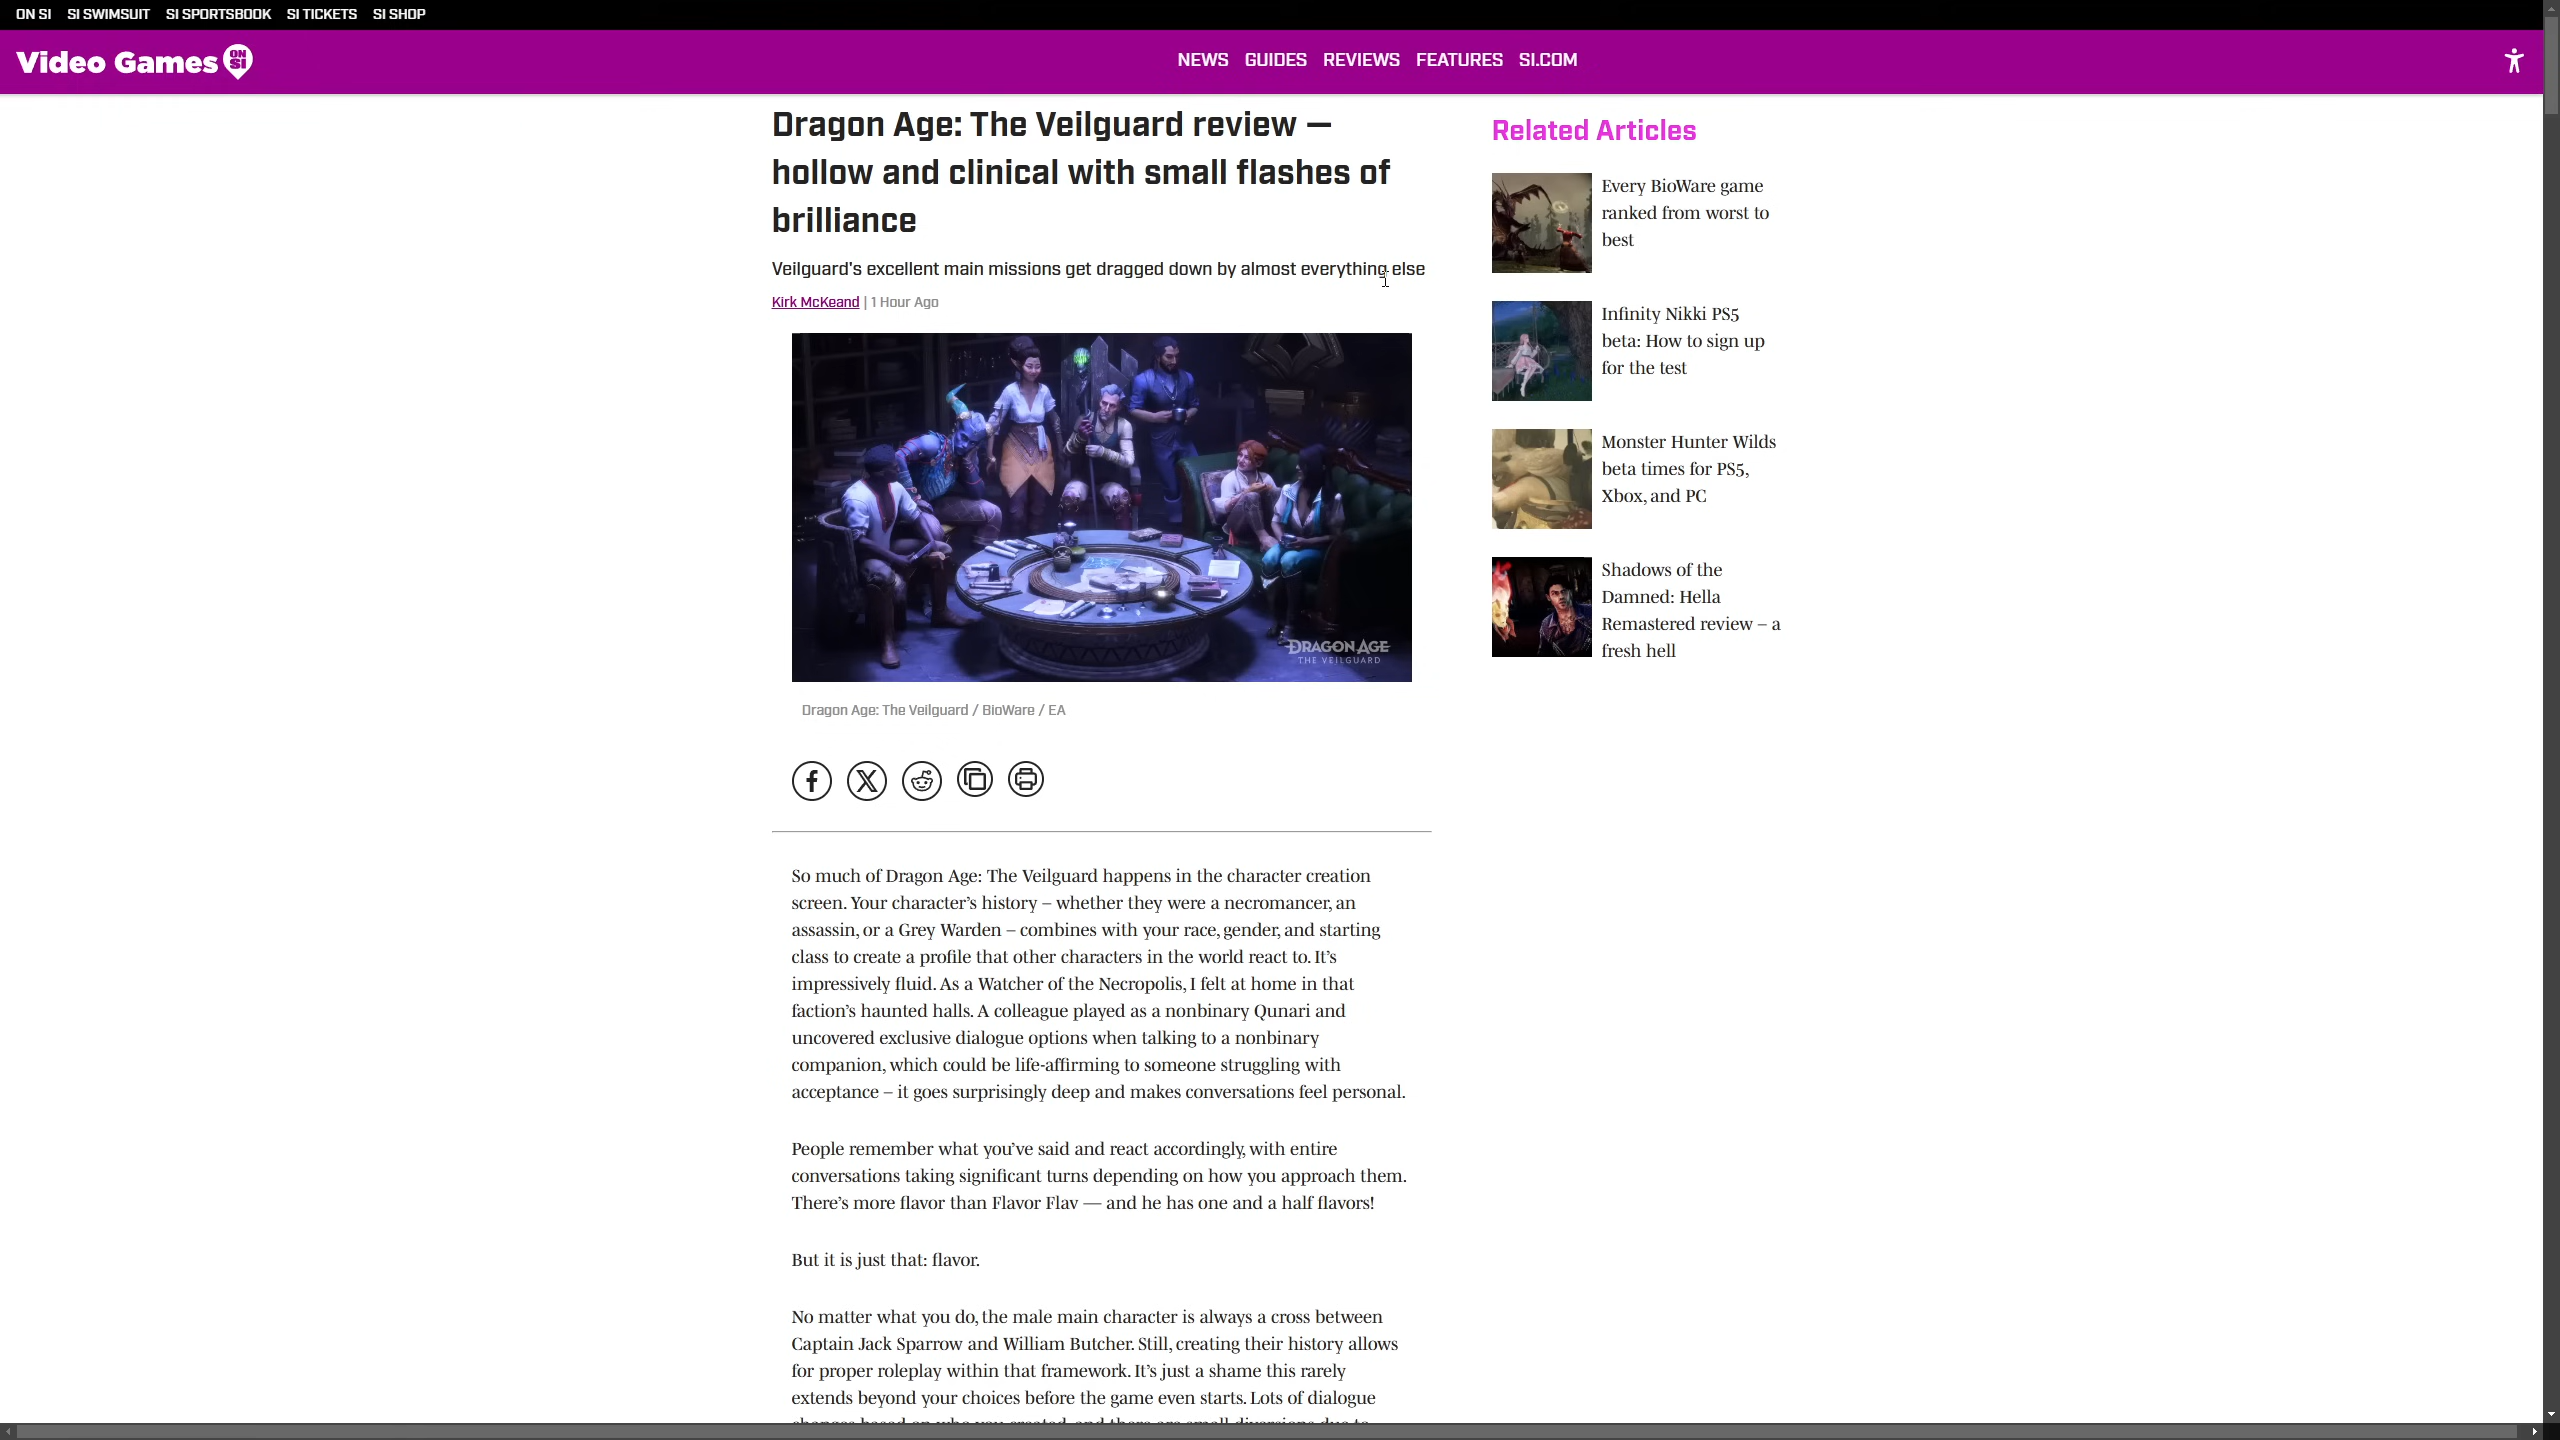 ON SI SI SWIMSUIT SI SPORTSBOOK SI TICKETS SI SHOP
Video Games ON SI
NEWS GUIDES REVIEWS FEATURES SI.COM
Dragon Age: The Veilguard review —
hollow and clinical with small flashes of
brilliance
Veilguard's excellent main missions get dragged down by almost everything else
Kirk McKeand | 1 Hour Ago
DRAGON AGE
THE VEILGUARD
Dragon Age: The Veilguard / BioWare / EA
So much of Dragon Age: The Veilguard happens in the character creation
screen. Your character’s history – whether they were a necromancer, an
assassin, or a Grey Warden – combines with your race, gender, and starting
class to create a profile that other characters in the world react to. It’s
impressively fluid. As a Watcher of the Necropolis, I felt at home in that
faction’s haunted halls. A colleague played as a nonbinary Qunari and
uncovered exclusive dialogue options when talking to a nonbinary
companion, which could be life-affirming to someone struggling with
acceptance – it goes surprisingly deep and makes conversations feel personal.
People remember what you’ve said and react accordingly, with entire
conversations taking significant turns depending on how you approach them.
There’s more flavor than Flavor Flav — and he has one and a half flavors!
But it is just that: flavor.
No matter what you do, the male main character is always a cross between
Captain Jack Sparrow and William Butcher. Still, creating their history allows
for proper roleplay within that framework. It’s just a shame this rarely
extends beyond your choices before the game even starts. Lots of dialogue
Related Articles
Every BioWare game
ranked from worst to
best
Infinity Nikki PS5
beta: How to sign up
for the test
Monster Hunter Wilds
beta times for PS5,
Xbox, and PC
Shadows of the
Damned: Hella
Remastered review – a
fresh hell